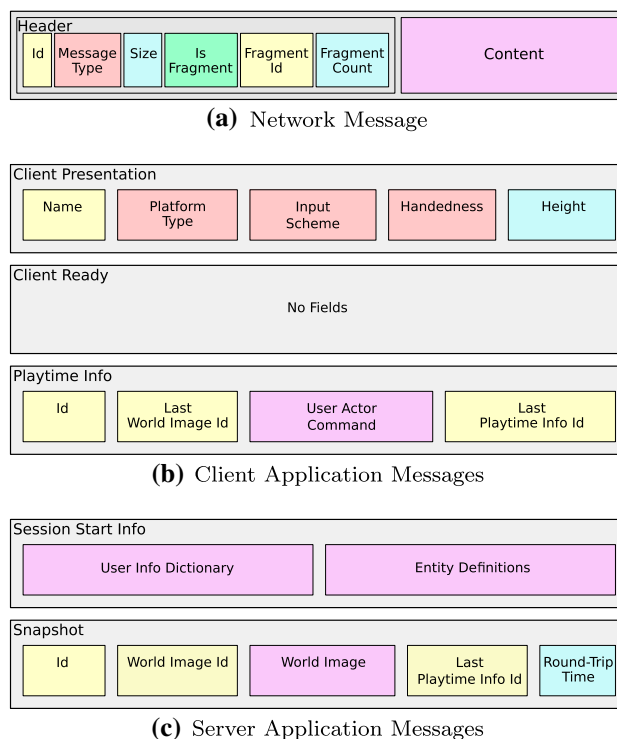 Header
Id
Message
Type
Size
Is
Fragment
Fragment
Id
Fragment
Count
Content
(a) Network Message
Client Presentation
Name
Platform
Type
Input
Scheme
Handedness
Height
Client Ready
No Fields
Playtime Info
Id
Last
World Image Id
User Actor
Command
Last
Playtime Info Id
(b) Client Application Messages
Session Start Info
User Info Dictionary
Entity Definitions
Snapshot
Id
World Image Id
World Image
Last
Playtime Info Id
Round-Trip
Time
(c) Server Application Messages